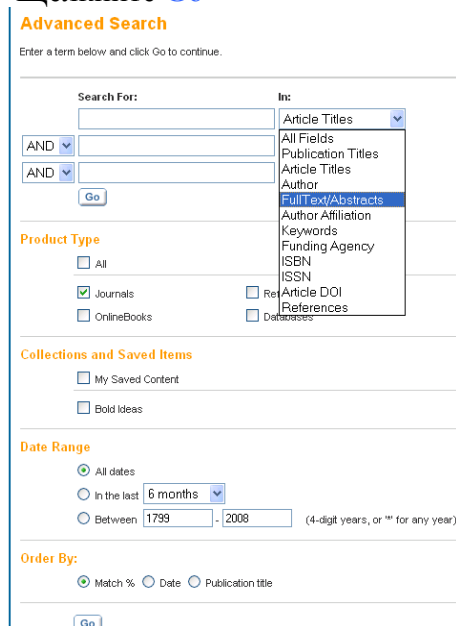 Щелкните Go
Advanced Search
Enter a term below and click Go to continue.
Search For: In:
Article Titles
All Fields
AND Publication Titles
Article Titles
AND Author
Go FullText/Abstracts
Author Affiliation
Keywords
Product Type Funding Agency
All ISBN
ISSN
Journals Article DOI
References
OnlineBooks Databases
Collections and Saved Items
My Saved Content
Bold Ideas
Date Range
All dates
In the last 6 months
Between 1799 - 2008 (4-digit years, or '*' for any year)
Order By:
Match % Date Publication title
Go